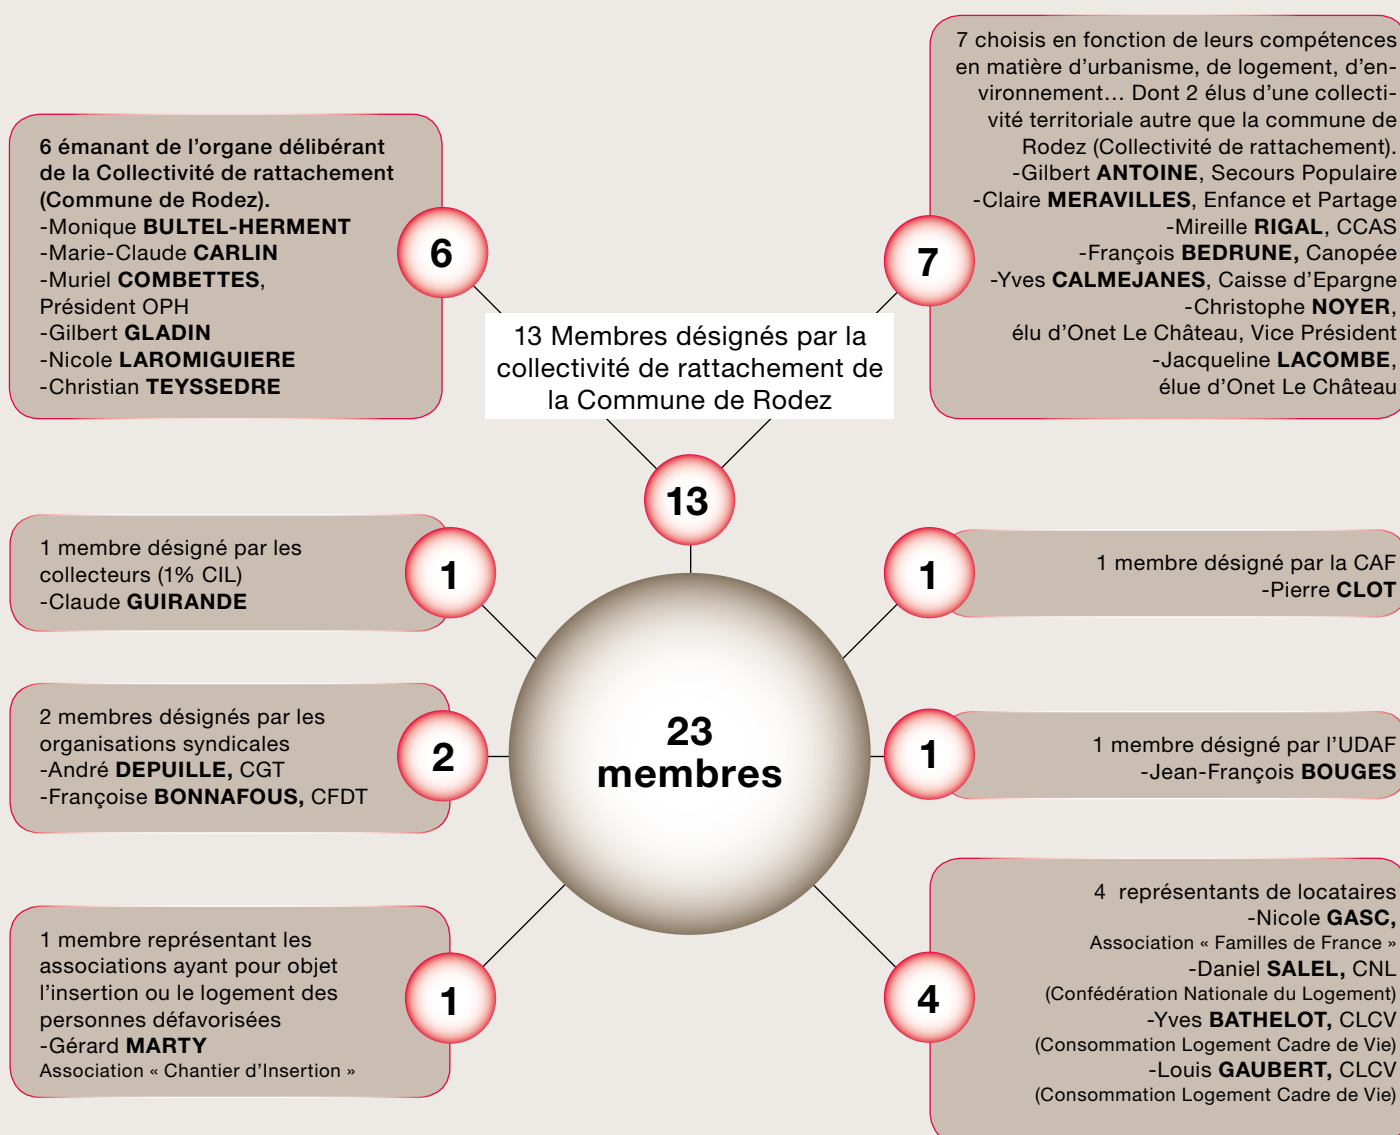 6 émanant de l'organe délibérant
de la Collectivité de rattachement
(Commune de Rodez).
-Monique BULTEL-HERMENT
-Marie-Claude CARLIN
-Muriel COMBETTES,
Président OPH
-Gilbert GLADIN
-Nicole LAROMIGUIERE
-Christian TEYSSEDRE
6
7 choisis en fonction de leurs compétences
en matière d'urbanisme, de logement, d'en-
vironnement… Dont 2 élus d'une collecti-
vité territoriale autre que la commune de
Rodez (Collectivité de rattachement).
-Gilbert ANTOINE, Secours Populaire
-Claire MERAVILLES, Enfance et Partage
-Mireille RIGAL, CCAS
-François BEDRUNE, Canopée
-Yves CALMEJANES, Caisse d'Epargne
-Christophe NOYER,
élu d'Onet Le Château, Vice Président
-Jacqueline LACOMBE,
élue d'Onet Le Château
7
13 Membres désignés par la
collectivité de rattachement de
la Commune de Rodez
13
1 membre désigné par les
collecteurs (1% CIL)
-Claude GUIRANDE
1
1
1 membre désigné par la CAF
-Pierre CLOT
2 membres désignés par les
organisations syndicales
-André DEPUILLE, CGT
-Françoise BONNAFOUS, CFDT
2
23
membres
1
1 membre désigné par l'UDAF
-Jean-François BOUGES
1 membre représentant les
associations ayant pour objet
l'insertion ou le logement des
personnes défavorisées
-Gérard MARTY
Association « Chantier d'Insertion »
1
4
4 représentants de locataires
-Nicole GASC,
Association « Familles de France »
-Daniel SALEL, CNL
(Confédération Nationale du Logement)
-Yves BATHELOT, CLCV
(Consommation Logement Cadre de Vie)
-Louis GAUBERT, CLCV
(Consommation Logement Cadre de Vie)